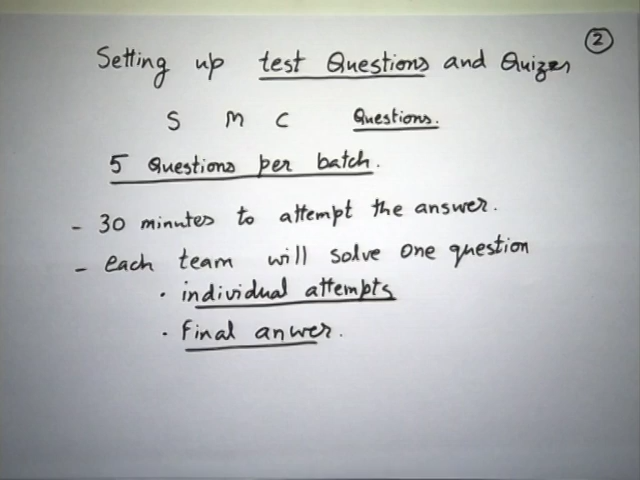 2
Setting up test Questions and Quizes
S M C Questions.
5 Questions per batch.
- 30 minutes to attempt the answer.
- each team will solve one question
· individual attempts
· Final anwer.